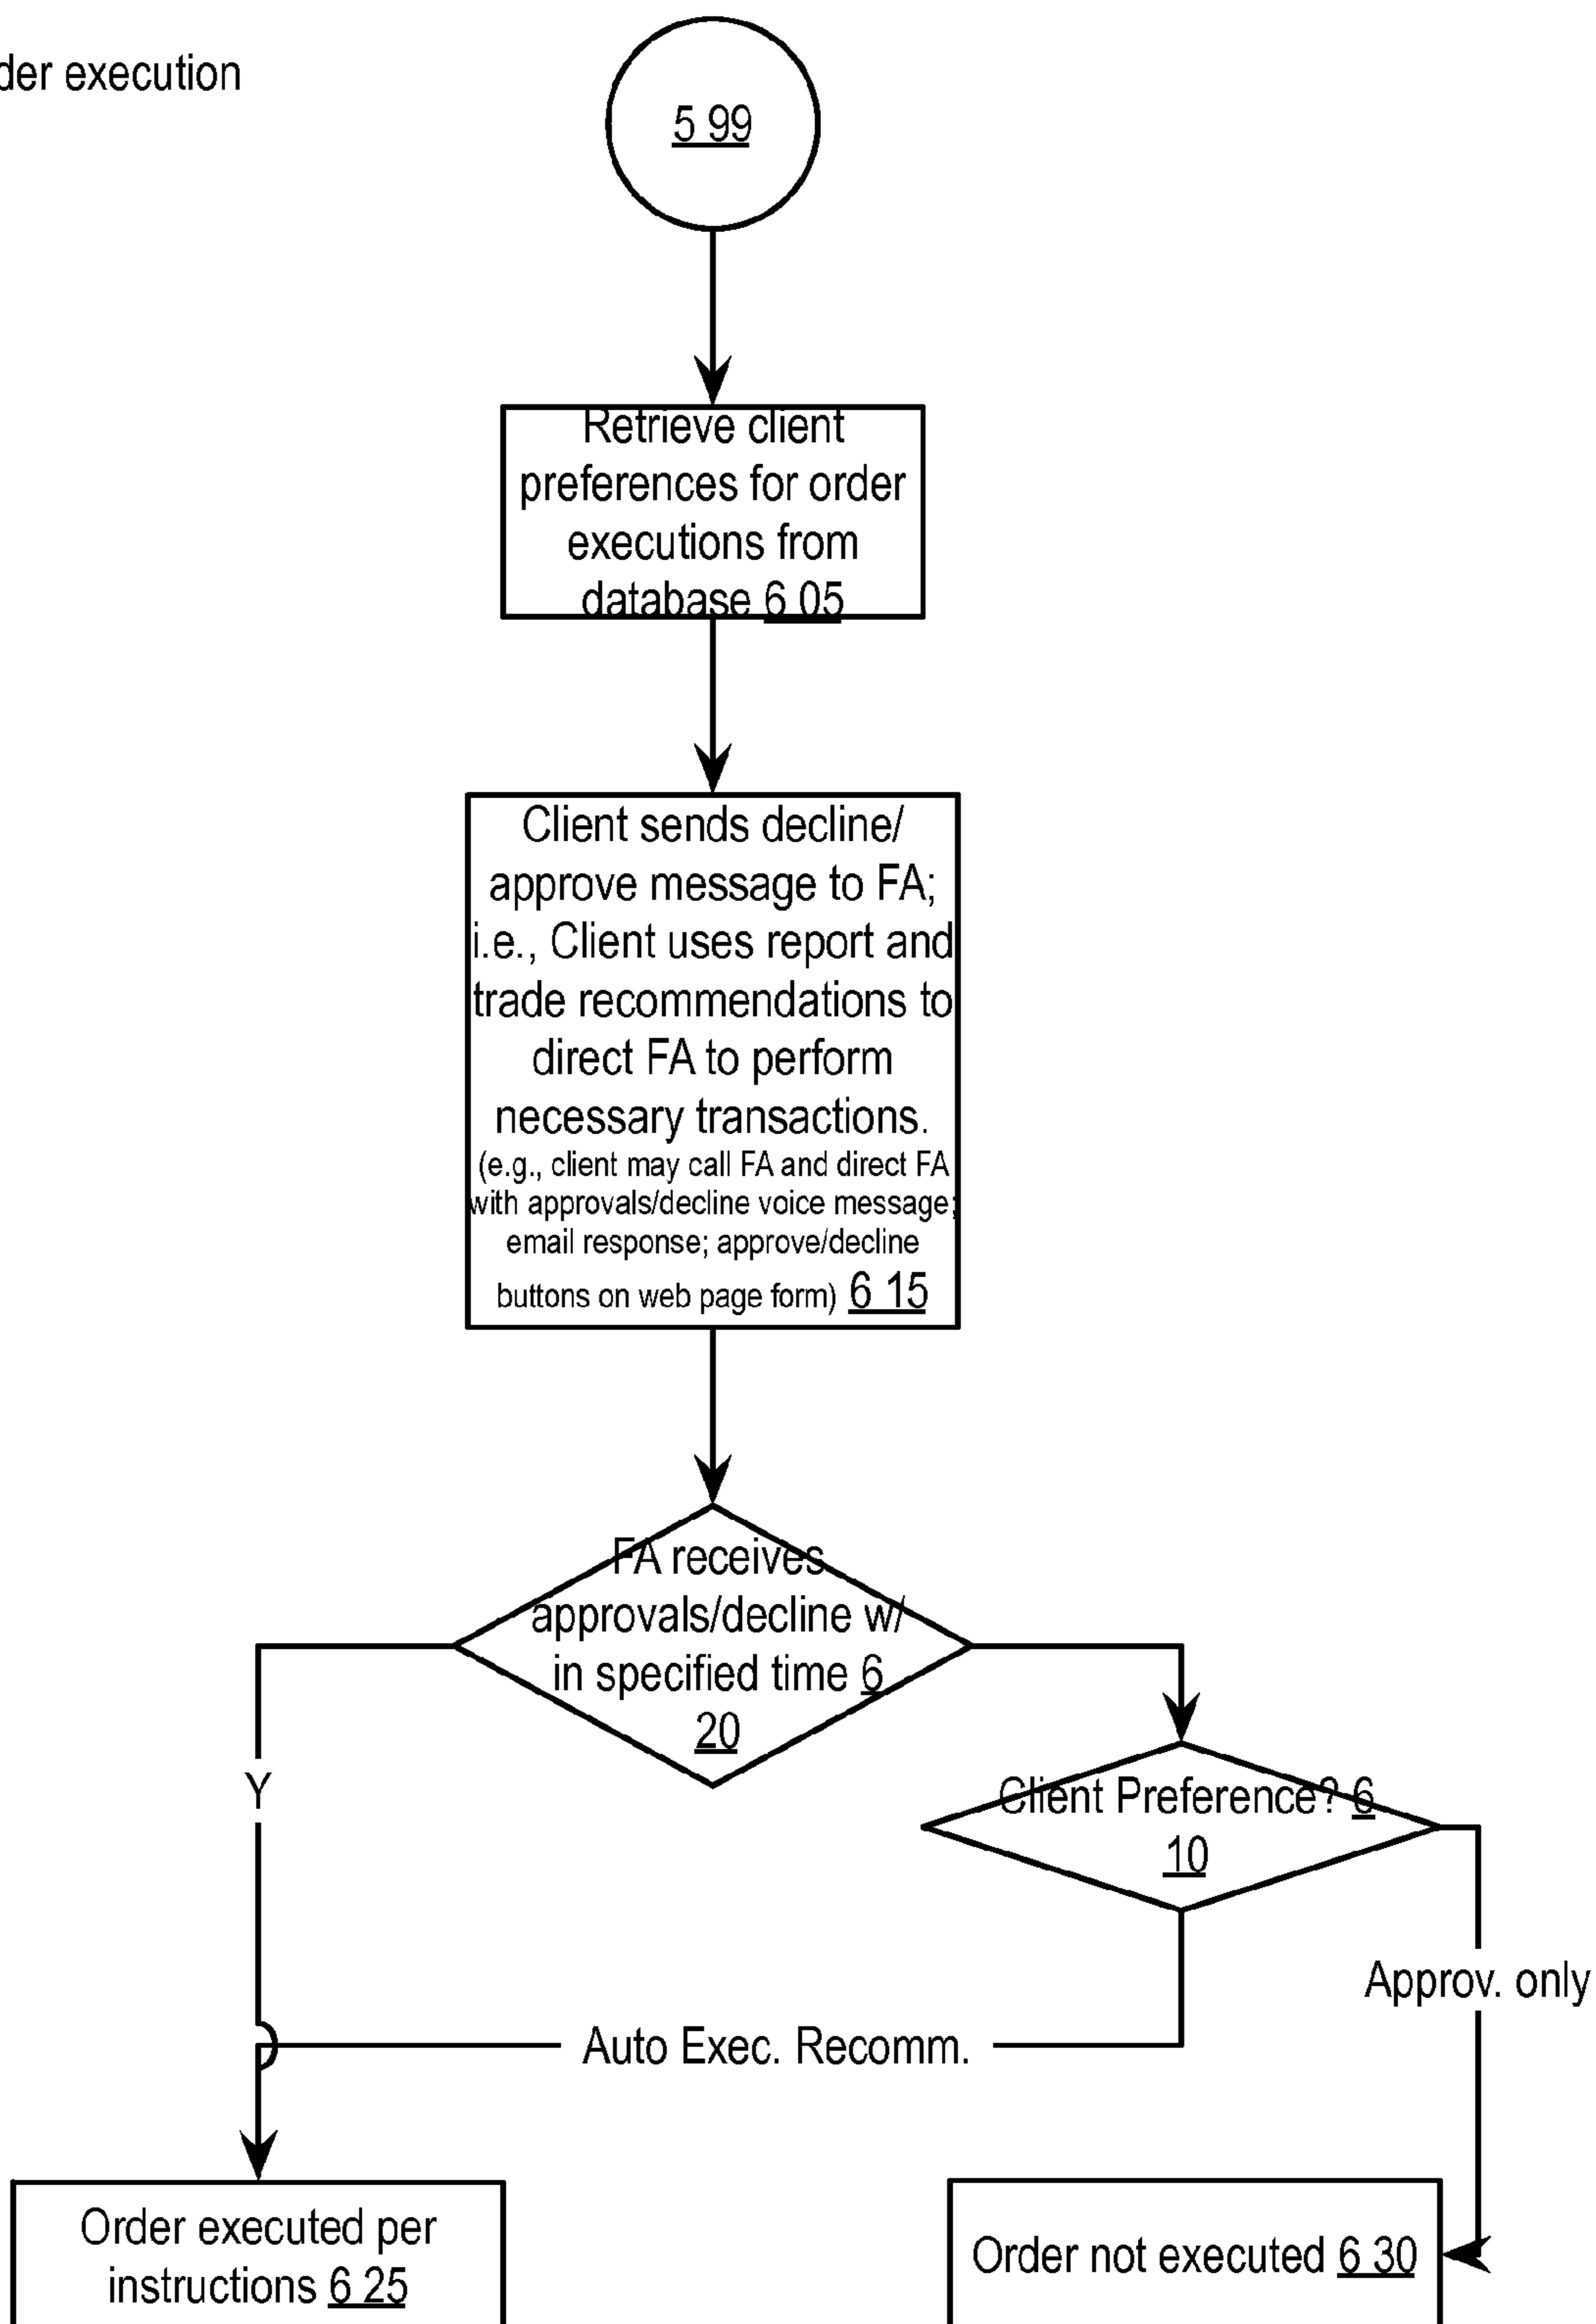 der execution
5 99
Retrieve client
preferences for order
executions from
database 6 05
Client sends decline/
approve message to FA;
i.e., Client uses report and
trade recommendations to
direct FA to perform
necessary transactions.
(e.g., client may call FA and direct FA
with approvals/decline voice message;
email response; approve/decline
buttons on web page form) 6 15
FA receives
approvals/decline w/
in specified time 6
20
Y
Client Preference? 6
10
Approv. only
Auto Exec. Recomm.
Order executed per
instructions 6 25
Order not executed 6 30